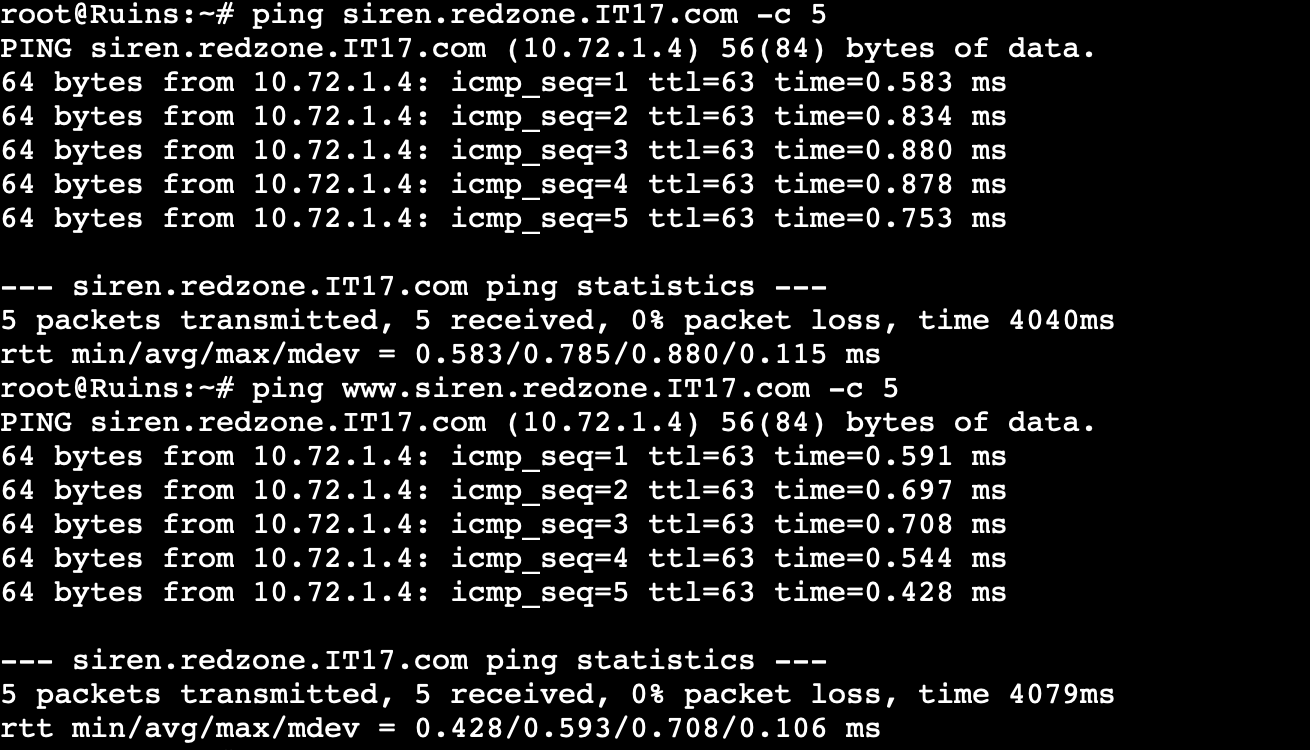 root@Ruins:~# ping siren.redzone.IT17.com -c 5
PING siren.redzone.IT17.com (10.72.1.4) 56(84) bytes of data.
64 bytes from 10.72.1.4: icmp_seq=1 ttl=63 time=0.583 ms
64 bytes from 10.72.1.4: icmp_seq=2 ttl=63 time=0.834 ms
64 bytes from 10.72.1.4: icmp_seq=3 ttl=63 time=0.880 ms
64 bytes from 10.72.1.4: icmp_seq=4 ttl=63 time=0.878 ms
64 bytes from 10.72.1.4: icmp_seq=5 ttl=63 time=0.753 ms

--- siren.redzone.IT17.com ping statistics ---
5 packets transmitted, 5 received, 0% packet loss, time 4040ms
rtt min/avg/max/mdev = 0.583/0.785/0.880/0.115 ms
root@Ruins:~# ping www.siren.redzone.IT17.com -c 5
PING siren.redzone.IT17.com (10.72.1.4) 56(84) bytes of data.
64 bytes from 10.72.1.4: icmp_seq=1 ttl=63 time=0.591 ms
64 bytes from 10.72.1.4: icmp_seq=2 ttl=63 time=0.697 ms
64 bytes from 10.72.1.4: icmp_seq=3 ttl=63 time=0.708 ms
64 bytes from 10.72.1.4: icmp_seq=4 ttl=63 time=0.544 ms
64 bytes from 10.72.1.4: icmp_seq=5 ttl=63 time=0.428 ms

--- siren.redzone.IT17.com ping statistics ---
5 packets transmitted, 5 received, 0% packet loss, time 4079ms
rtt min/avg/max/mdev = 0.428/0.593/0.708/0.106 ms